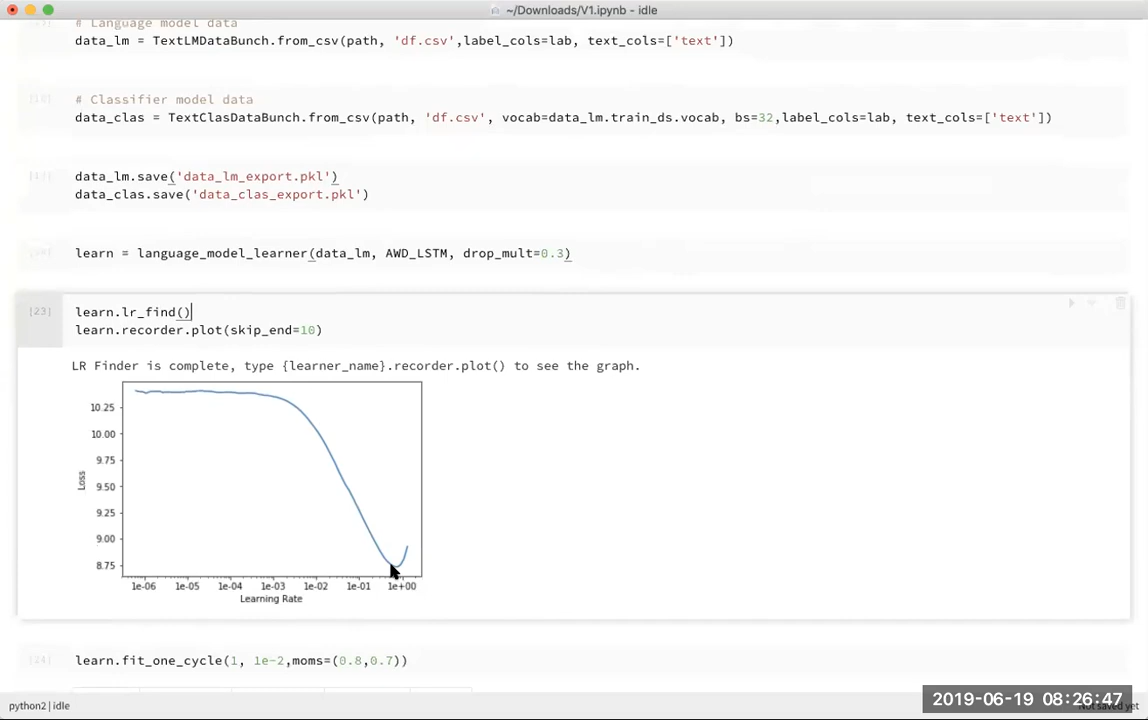 ~/Downloads/V1.ipynb - idle
# Language model data
data_lm = TextLMDataBunch.from_csv(path, 'df.csv',label_cols=lab, text_cols=['text'])
# Classifier model data
data_clas = TextClasDataBunch.from_csv(path, 'df.csv', vocab=data_lm.train_ds.vocab, bs=32,label_cols=lab, text_cols=['text'])
data_lm.save('data_lm_export.pkl')
data_clas.save('data_clas_export.pkl')
learn = language_model_learner(data_lm, AWD_LSTM, drop_mult=0.3)
[23] learn.lr_find()
learn.recorder.plot(skip_end=10)
LR Finder is complete, type {learner_name}.recorder.plot() to see the graph.
10.25
10.00
9.75
9.50
9.25
9.00
8.75
Loss
1e-06 1e-05 1e-04 1e-03 1e-02 1e-01 1e+00
Learning Rate
[24] learn.fit_one_cycle(1, 1e-2,moms=(0.8,0.7))
python2 | idle
2019-06-19 08:26:47
Not saved yet